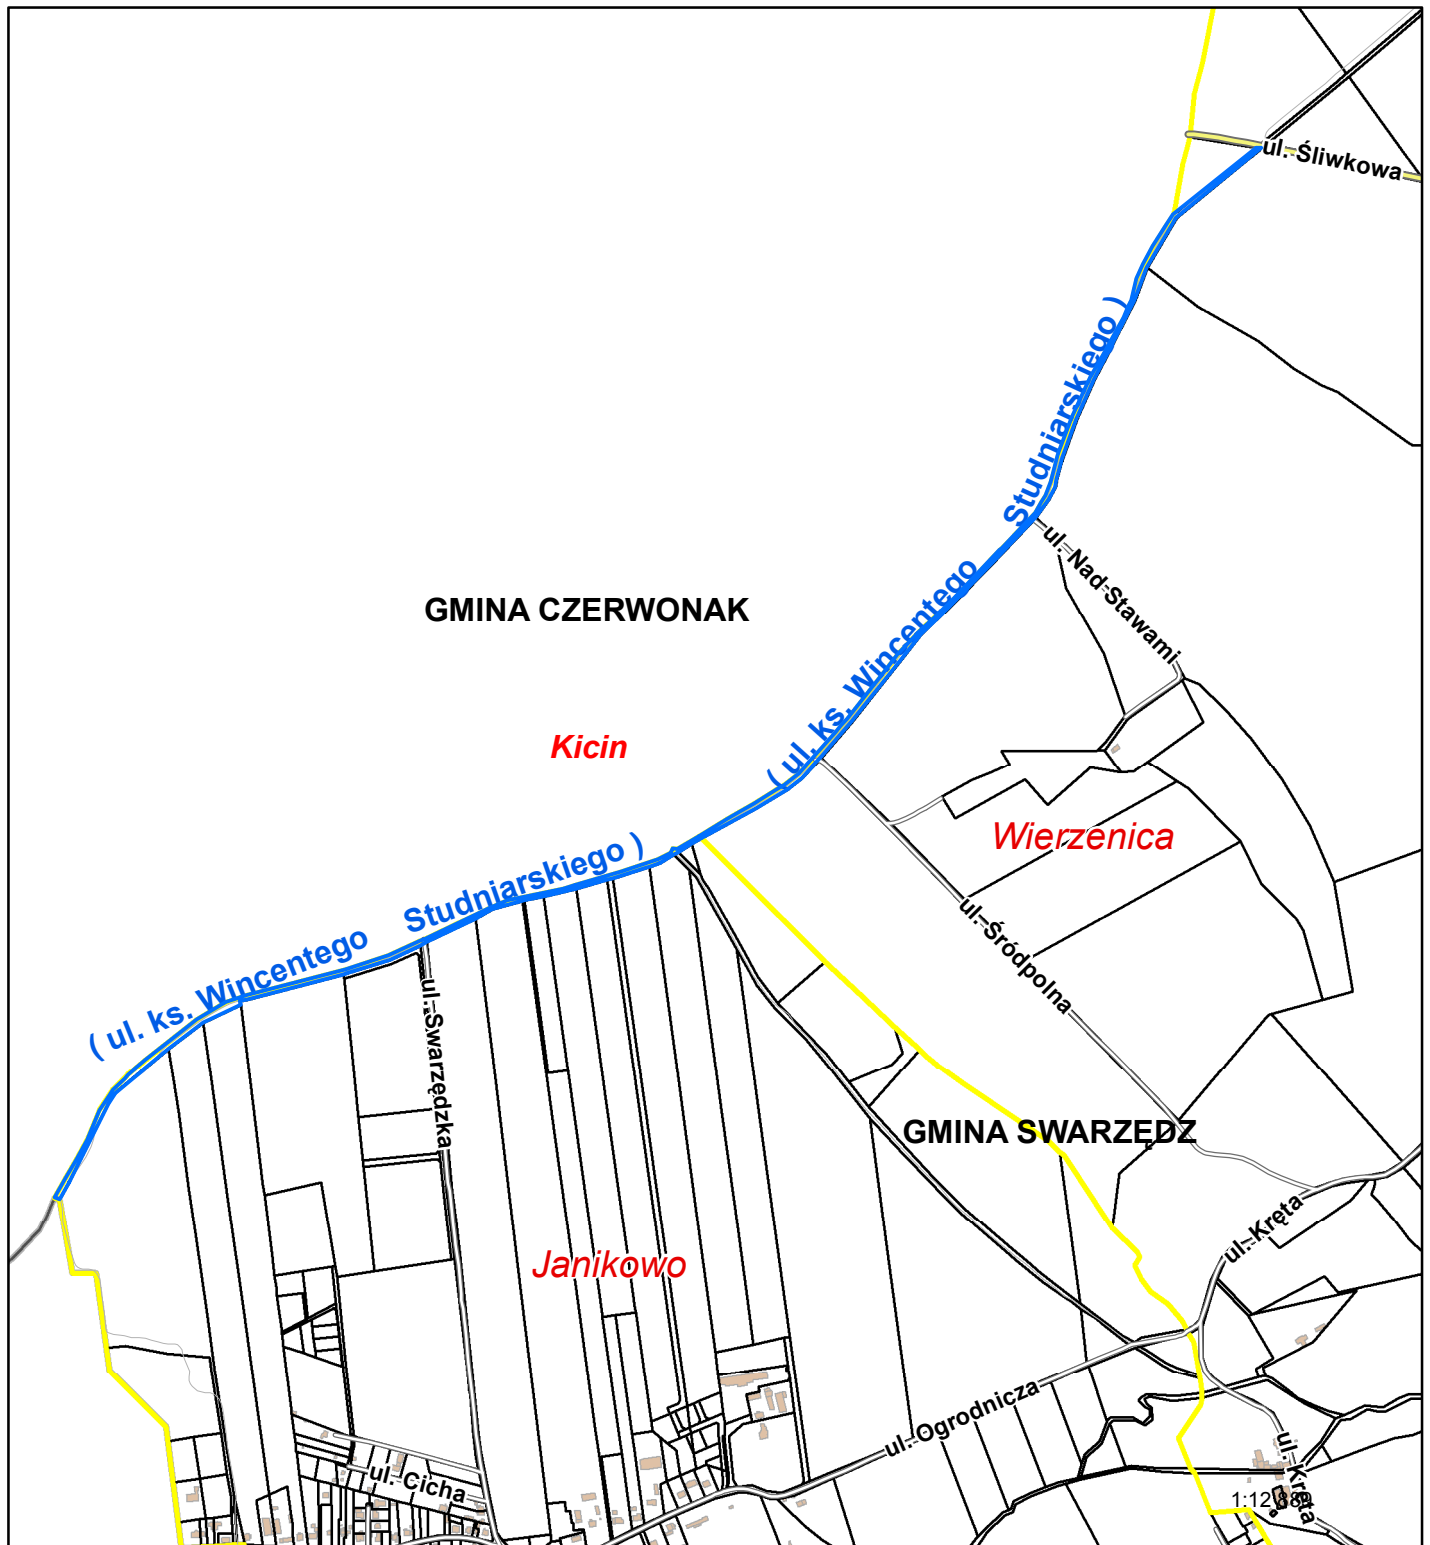 ul. Śliwkowa
Studniarskiego )
ul. Nad Stawami
GMINA CZERWONAK
( ul. ks. Wincentego
Kicin
Wierzenica
Studniarskiego )
( ul. ks. Wincentego
ul. Śródpolna
ul. Swarzędzka
GMINA SWARZĘDZ
ul. Kręta
Janikowo
ul. Ogrodnicza
ul. Cicha
ul. Kręta